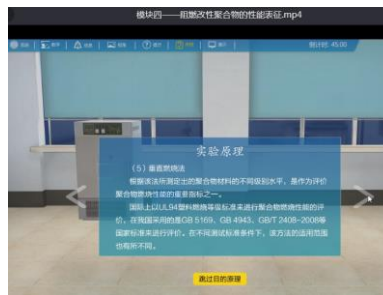 模块四——阻燃改性聚合物的性能表征.mp4
倒计时: 45:00
实验原理
（5）垂直燃烧法
根据该法所测定出的聚合物材料的不同级别水平，是作为评价
聚合物燃烧性能的重要指标之一。
国际上以UL94塑料燃烧等级标准来进行聚合物燃烧性能的评
价，在我国采用的是GB 5169、GB 4943、GB/T 2408-2008等
国家标准来进行评价。在不同测试标准条件下，该方法的适用范围
也有所不同。
跳过目的原理